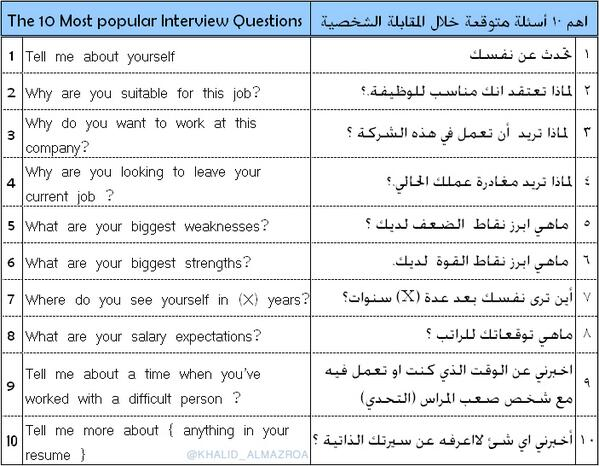 The 10 Most popular Interview Questions
اهم ١٠ أسئلة متوقعة خلال المقابلة الشخصية
1 Tell me about yourself
تحدث عن نفسك ١
2 Why are you suitable for this job?
لماذا تعتقد انك مناسب للوظيفة.؟ ٢
3 Why do you want to work at this
company?
لماذا تريد أن تعمل في هذه الشركة ؟ ٣
4 Why are you looking to leave your
current job ?
لماذا تريد مغادرة عملك الحالي.؟ ٤
5 What are your biggest weaknesses?
ماهي ابرز نقاط الضعف لديك ؟ ٥
6 What are your biggest strengths?
ماهي ابرز نقاط القوة لديك. ٦
7 Where do you see yourself in (X) years?
أين ترى نفسك بعد عدة (X) سنوات؟ ٧
8 What are your salary expectations?
ماهي توقعاتك للراتب ؟ ٨
9 Tell me about a time when you've
worked with a difficult person ?
اخبرني عن الوقت الذي كنت او تعمل فيه
مع شخص صعب المراس (التحدي) ٩
10 Tell me more about { anything in your
resume }
أخبرني اي شئ لااعرفه عن سيرتك الذاتية ؟ ١٠
@KHALID_ALMAZROA